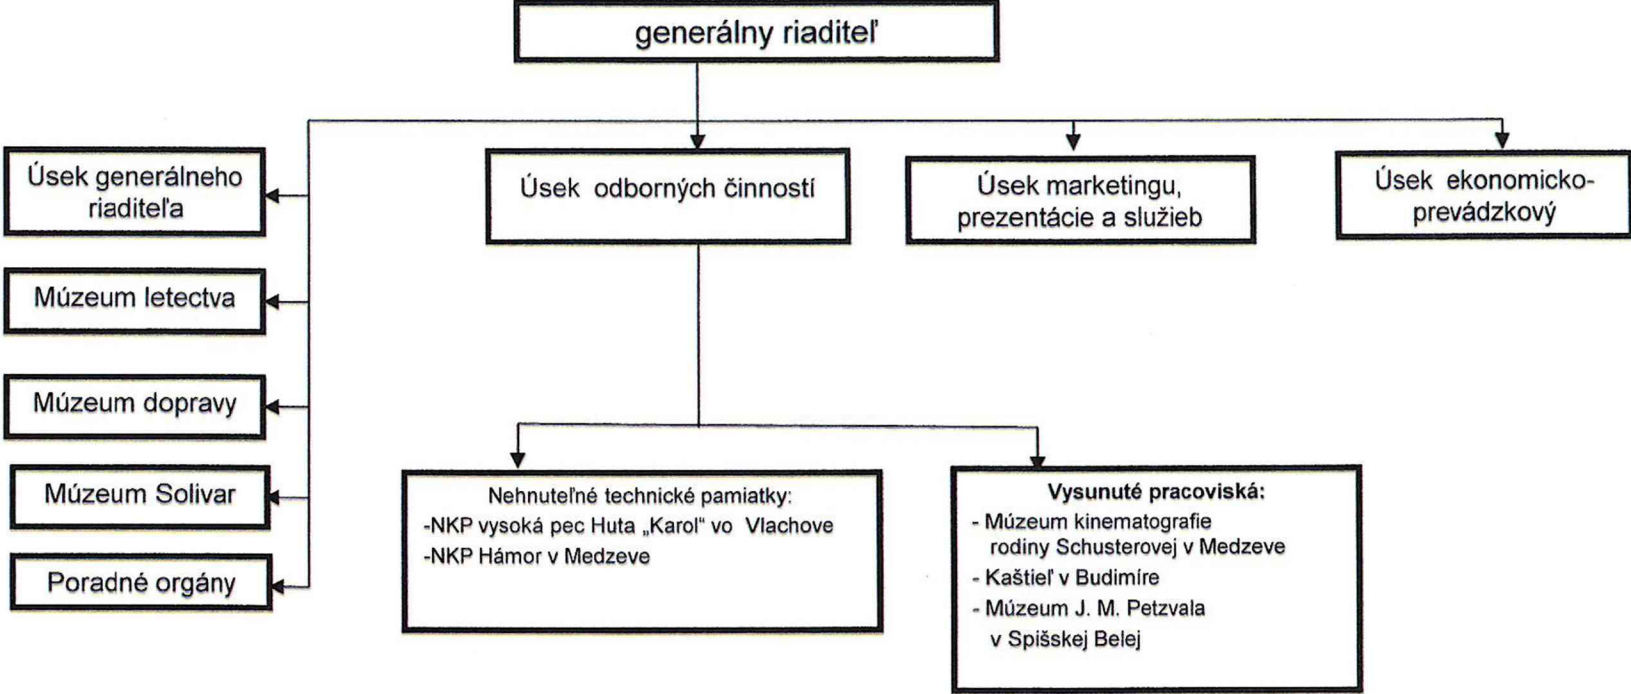 generálny riaditeľ
Úsek generálneho
riaditeľa
Úsek odborných činností
Úsek marketingu,
prezentácie a služieb
Úsek ekonomicko-
prevádzkový
Múzeum letectva
Múzeum dopravy
Múzeum Solivar
Poradné orgány
Nehnuteľné technické pamiatky:
-NKP vysoká pec Huta „Karol“ vo Vlachove
-NKP Hámor v Medzeve
Vysunuté pracoviská:
- Múzeum kinematografie
rodiny Schusterovej v Medzeve
- Kaštieľ v Budimíre
- Múzeum J. M. Petzvala
v Spišskej Belej